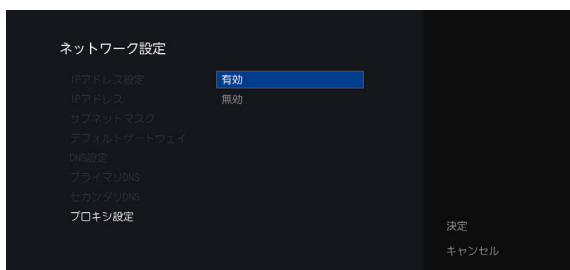 ネットワーク設定
IPアドレス設定
有効
IPアドレス
無効
サブネットマスク
デフォルトゲートウェイ
DNS設定
プライマリDNS
セカンダリDNS
プロキシ設定
決定
キャンセル